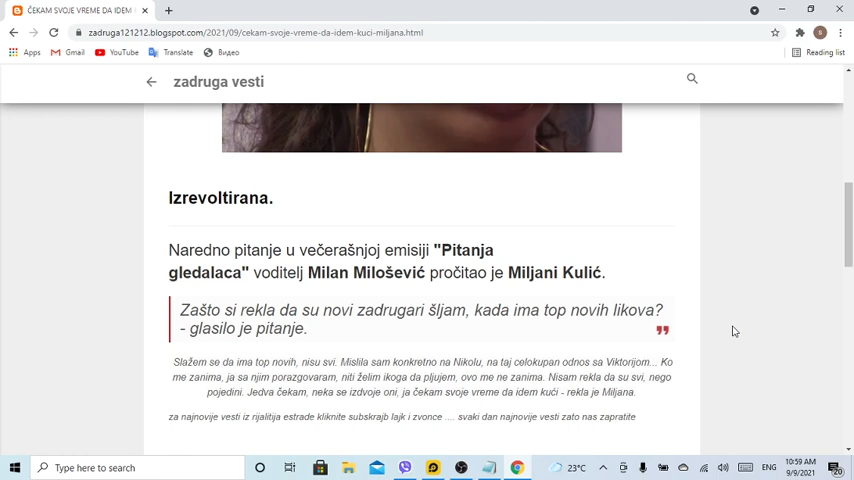 ČEKAM SVOJE VREME DA IDEM K
zadruga121212.blogspot.com/2021/09/cekam-svoje-vreme-da-idem-kuci-miljana.html
Apps Gmail YouTube Translate Видео Reading list
zadruga vesti
Izrevoltirana.
Naredno pitanje u večerašnjoj emisiji "Pitanja
gledalaca" voditelj Milan Milošević pročitao je Miljani Kulić.
Zašto si rekla da su novi zadrugari šljam, kada ima top novih likova?
- glasilo je pitanje.
Slažem se da ima top novih, nisu svi. Mislila sam konkretno na Nikolu, na taj celokupan odnos sa Viktorijom... Ko
me zanima, ja sa njim porazgovaram, niti želim ikoga da pljujem, ovo me ne zanima. Nisam rekla da su svi, nego
pojedini. Jedva čekam, neka se izdvoje oni, ja čekam svoje vreme da idem kući - rekla je Miljana.
za najnovije vesti iz rijalitija estrade kliknite subskrajb lajk i zvonce .... svaki dan najnovije vesti zato nas zapratite
Type here to search
23°C
ENG
10:59 AM
9/9/2021
20